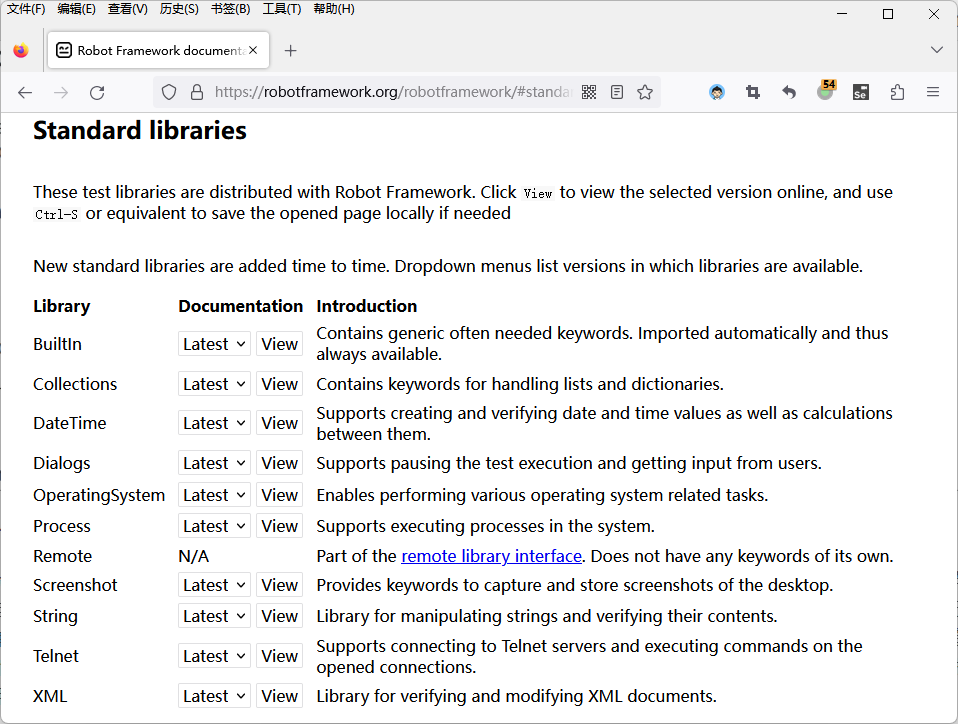 文件(F) 编辑(E) 查看(V) 历史(S) 书签(B) 工具(T) 帮助(H)
Robot Framework documenta
https://robotframework.org/robotframework/#standa
54
Se
Standard libraries
These test libraries are distributed with Robot Framework. Click View to view the selected version online, and use
Ctrl-S or equivalent to save the opened page locally if needed
New standard libraries are added time to time. Dropdown menus list versions in which libraries are available.
Library Documentation Introduction
BuiltIn Latest View Contains generic often needed keywords. Imported automatically and thus
always available.
Collections Latest View Contains keywords for handling lists and dictionaries.
DateTime Latest View Supports creating and verifying date and time values as well as calculations
between them.
Dialogs Latest View Supports pausing the test execution and getting input from users.
OperatingSystem Latest View Enables performing various operating system related tasks.
Process Latest View Supports executing processes in the system.
Remote N/A Part of the remote library interface. Does not have any keywords of its own.
Screenshot Latest View Provides keywords to capture and store screenshots of the desktop.
String Latest View Library for manipulating strings and verifying their contents.
Telnet Latest View Supports connecting to Telnet servers and executing commands on the
opened connections.
XML Latest View Library for verifying and modifying XML documents.